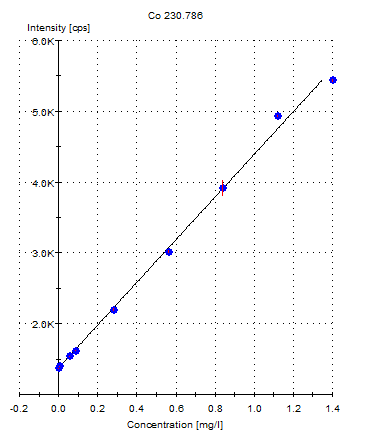 Co 230.786
Intensity [cps]
6.0K
5.0K
4.0K
3.0K
2.0K
-0.2 0.0 0.2 0.4 0.6 0.8 1.0 1.2 1.4
Concentration [mg/l]